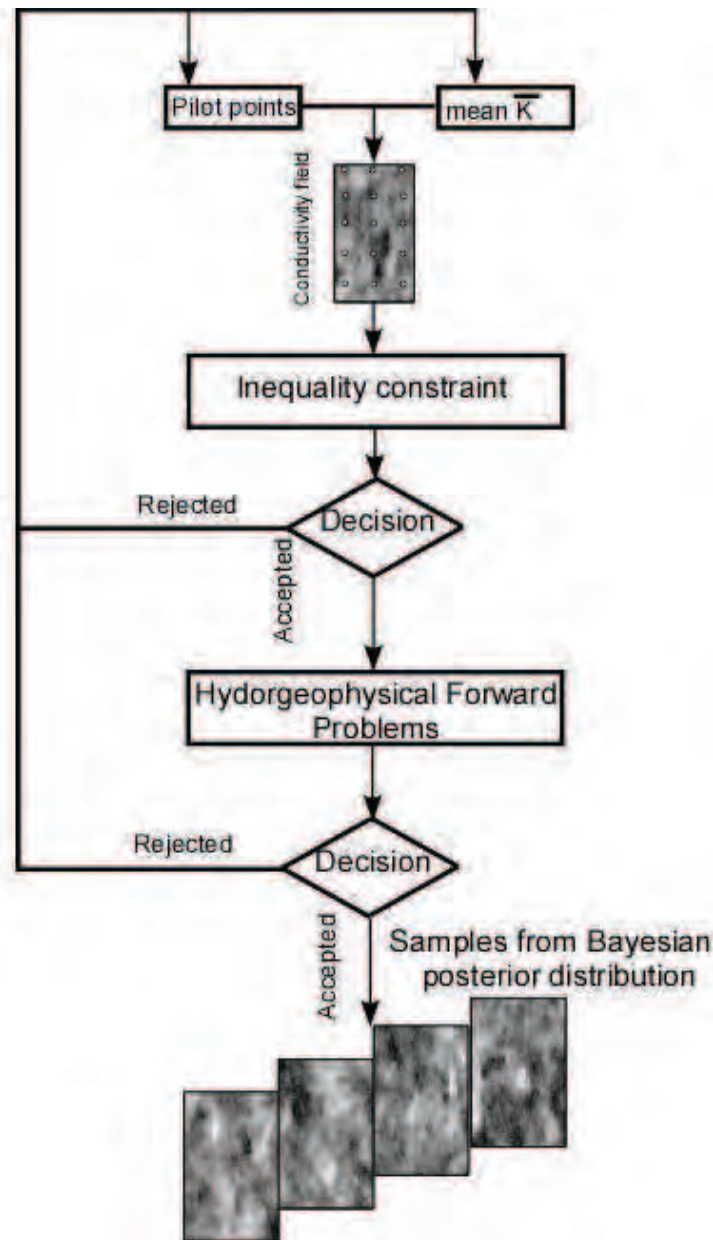 Pilot points
mean K̅
Conductivity field
Inequality constraint
Rejected
Decision
Accepted
Hydorgeophysical Forward
Problems
Rejected
Decision
Accepted
Samples from Bayesian
posterior distribution